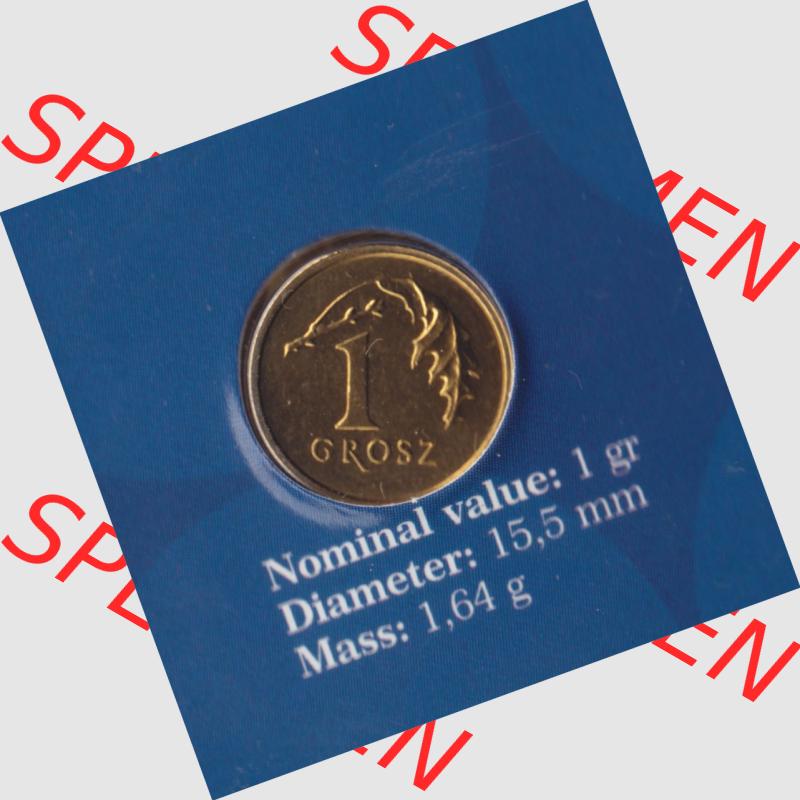 1
GROSZ
Nominal value: 1 gr
Diameter: 15,5 mm
Mass: 1,64 g